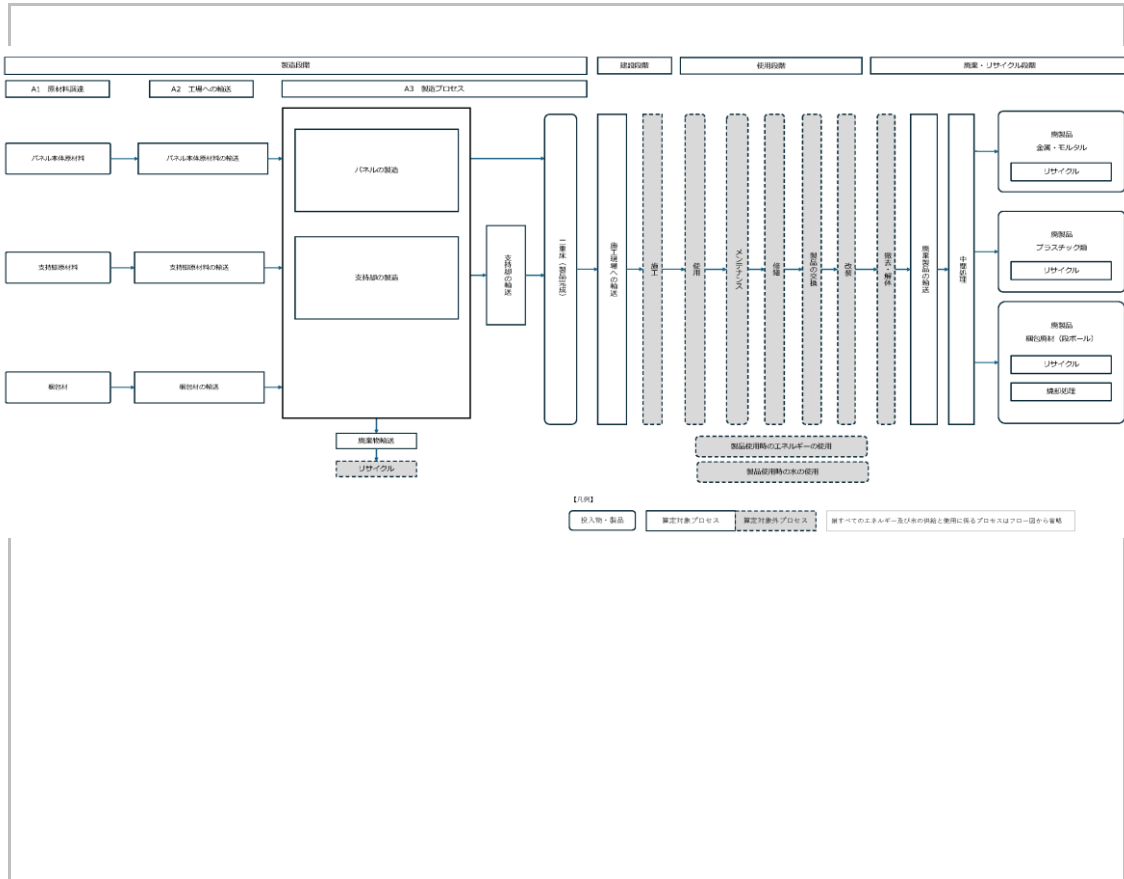 製造段階
建設段階
使用段階
廃棄・リサイクル段階
A1 原材料調達
A2 工場への輸送
A3 製造プロセス
パネル本体原材料
パネル本体原材料の輸送
パネルの製造
支持脚原材料
支持脚原材料の輸送
支持脚の製造
梱包材
梱包材の輸送
支持脚の輸送
二重床（製品完成）
施工現場への輸送
施工
使用
メンテナンス
修繕
製品の交換
改装
撤去・解体
廃棄製品の輸送
中間処理
廃製品
金属・モルタル
リサイクル
廃製品
プラスチック類
リサイクル
廃製品
梱包廃材（段ボール）
リサイクル
焼却処理
廃棄物輸送
リサイクル
製品使用時のエネルギーの使用
製品使用時の水の使用
【凡例】
投入物・製品
算定対象プロセス
算定対象外プロセス
すべてのエネルギー及び水の供給と使用に係るプロセスはフロー図から省略